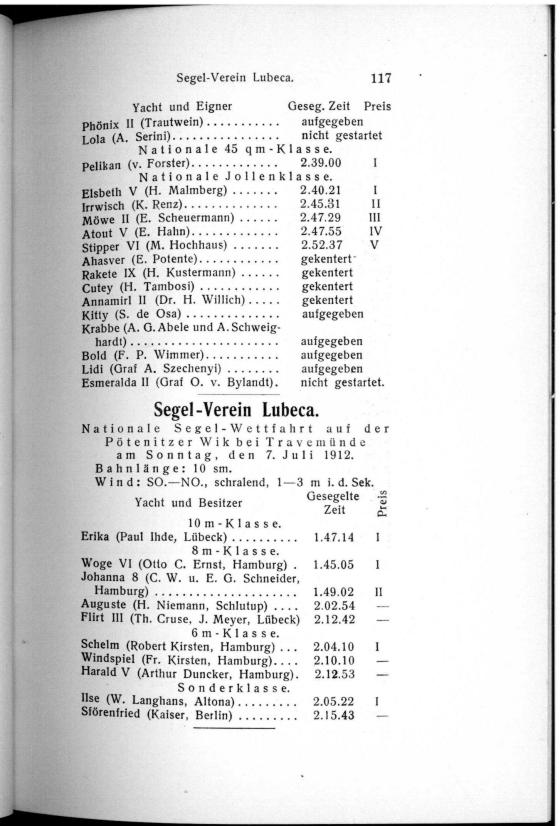 Segel-Verein Lubeca. 117
Yacht und Eigner Geseg. Zeit Preis
Phönix II (Trautwein) ........... aufgegeben
Lola (A. Serini)................ nicht gestartet
Nationale 45 qm-Klasse.
Pelikan (v. Forster)............. 2.39.00 I
Nationale Jollenklasse.
Elsbeth V (H. Malmberg) ....... 2.40.21 I
Irrwisch (K. Renz).............. 2.45.31 II
Möwe II (E. Scheuermann) ...... 2.47.29 III
Atout V (E. Hahn)............. 2.47.55 IV
Stipper VI (M. Hochhaus) ....... 2.52.37 V
Ahasver (E. Potente)............ gekentert
Rakete IX (H. Kustermann) ...... gekentert
Cutey (H. Tambosi) ............ gekentert
Annamirl II (Dr. H. Willich)..... gekentert
Kitty (S. de Osa) .............. aufgegeben
Krabbe (A. G. Abele und A. Schweig-
hardt) ...................... aufgegeben
Bold (F. P. Wimmer)........... aufgegeben
Lidi (Graf A. Szechenyi) ....... aufgegeben
Esmeralda II (Graf O. v. Bylandt). nicht gestartet.
Segel-Verein Lubeca.
Nationale Segel-Wettfahrt auf der
Pötenitzer Wik bei Travemünde
am Sonntag, den 7. Juli 1912.
Bahnlänge: 10 sm.
Wind: SO.—NO., schralend, 1—3 m i. d. Sek.
Yacht und Besitzer Gesegelte Zeit Preis
10 m-Klasse.
Erika (Paul Ihde, Lübeck) .......... 1.47.14 I
8 m-Klasse.
Woge VI (Otto C. Ernst, Hamburg) . 1.45.05 I
Johanna 8 (C. W. u. E. G. Schneider,
Hamburg) ..................... 1.49.02 II
Auguste (H. Niemann, Schlutup) .... 2.02.54 —
Flirt III (Th. Cruse, J. Meyer, Lübeck) 2.12.42 —
6 m-Klasse.
Schelm (Robert Kirsten, Hamburg) ... 2.04.10 I
Windspiel (Fr. Kirsten, Hamburg).... 2.10.10 —
Harald V (Arthur Duncker, Hamburg). 2.12.53 —
Sonderklasse.
Ilse (W. Langhans, Altona)......... 2.05.22 I
Sförenfried (Kaiser, Berlin) ......... 2.15.43 —